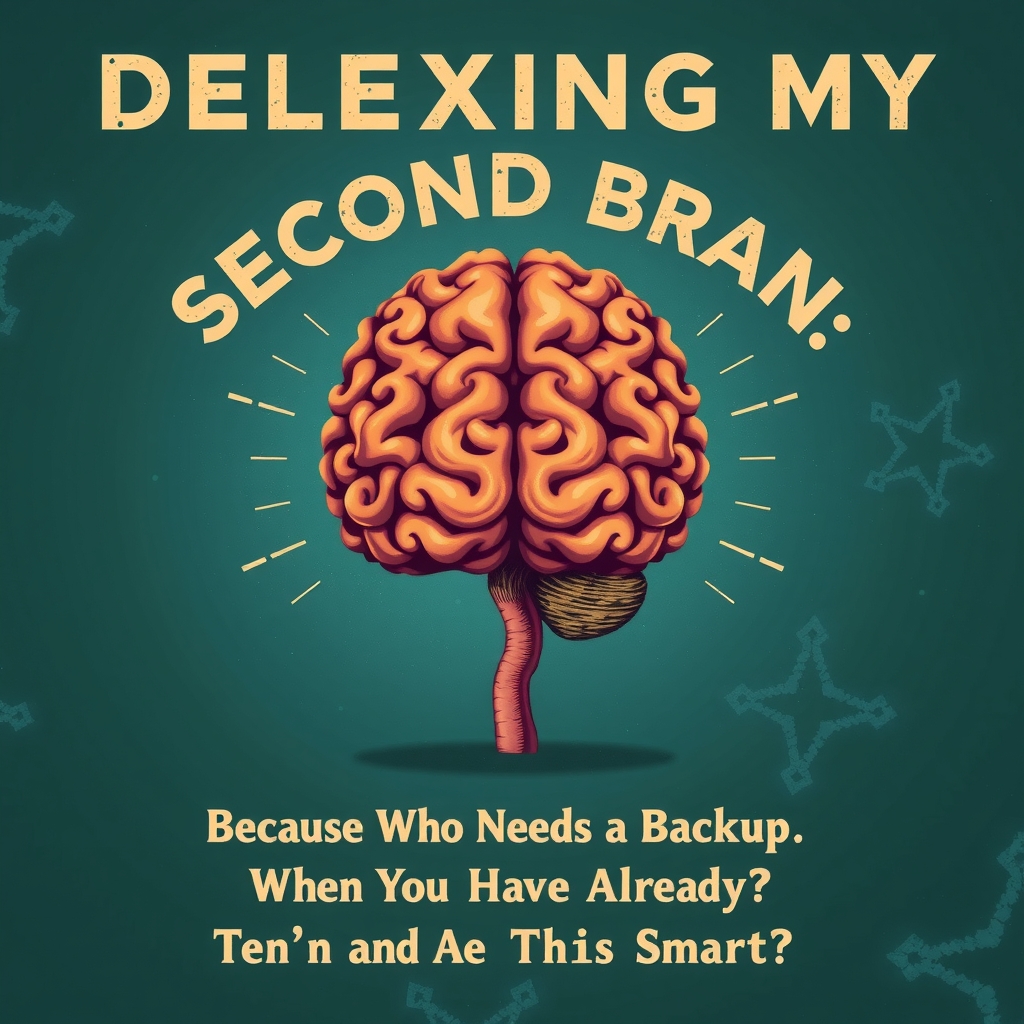 DELEXING MY
SECOND BRAN:
Because Who Needs a Backup.
When You Have Already?
Ten'n and Ae This Smart?